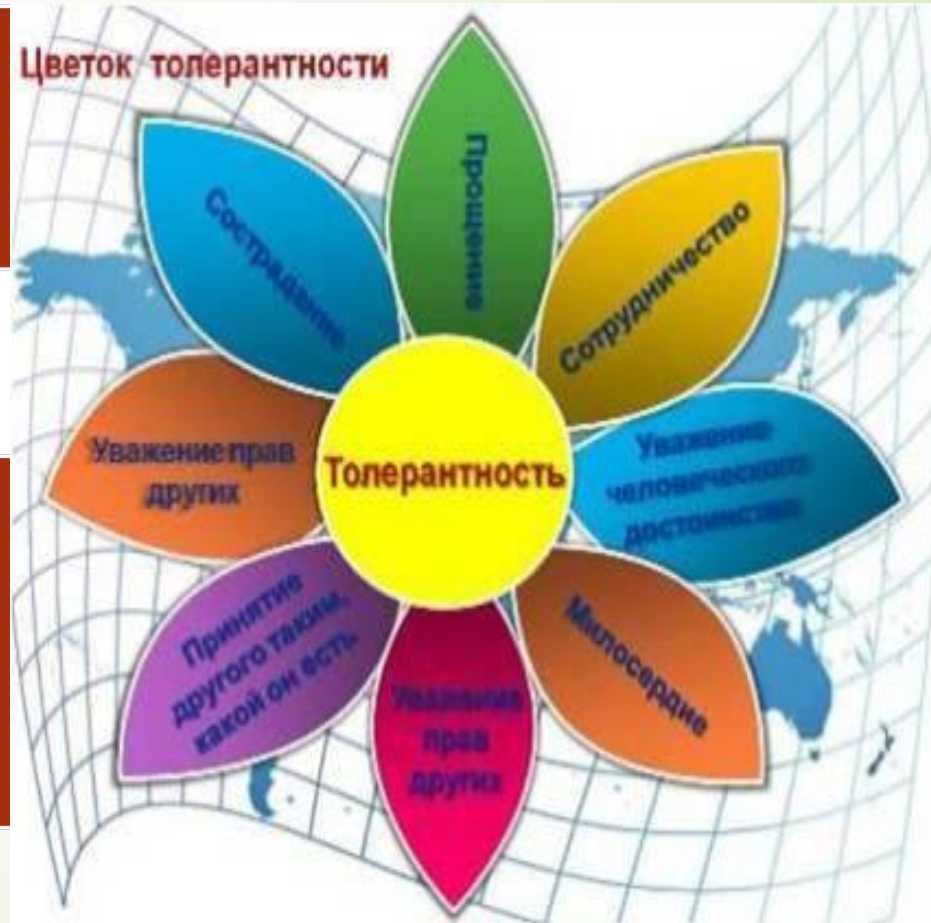 Цветок толерантности
Прощение
Сотрудничество
Уважение
человеческого
достоинства
Милосердие
Уважение
прав
других
Принятие
другого таким,
какой он есть
Уважение прав
других
Сострадание
Толерантность